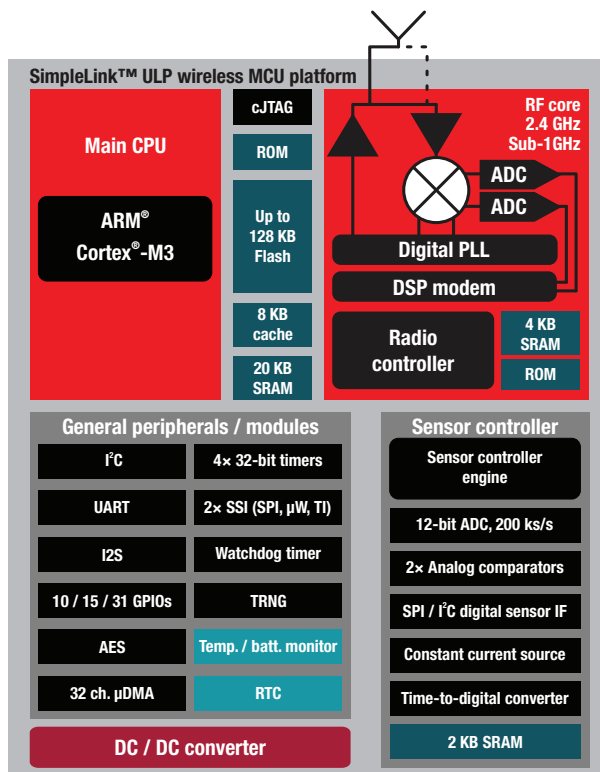 SimpleLink™ ULP wireless MCU platform
Main CPU
ARM®
Cortex®-M3
cJTAG
ROM
Up to
128 KB
Flash
8 KB
cache
20 KB
SRAM
RF core
2.4 GHz
Sub-1GHz
ADC
ADC
Digital PLL
DSP modem
Radio
controller
4 KB
SRAM
ROM
General peripherals / modules
I²C
4× 32-bit timers
UART
2× SSI (SPI, µW, TI)
I2S
Watchdog timer
10 / 15 / 31 GPIOs
TRNG
AES
Temp. / batt. monitor
32 ch. µDMA
RTC
DC / DC converter
Sensor controller
Sensor controller
engine
12-bit ADC, 200 ks/s
2× Analog comparators
SPI / I²C digital sensor IF
Constant current source
Time-to-digital converter
2 KB SRAM